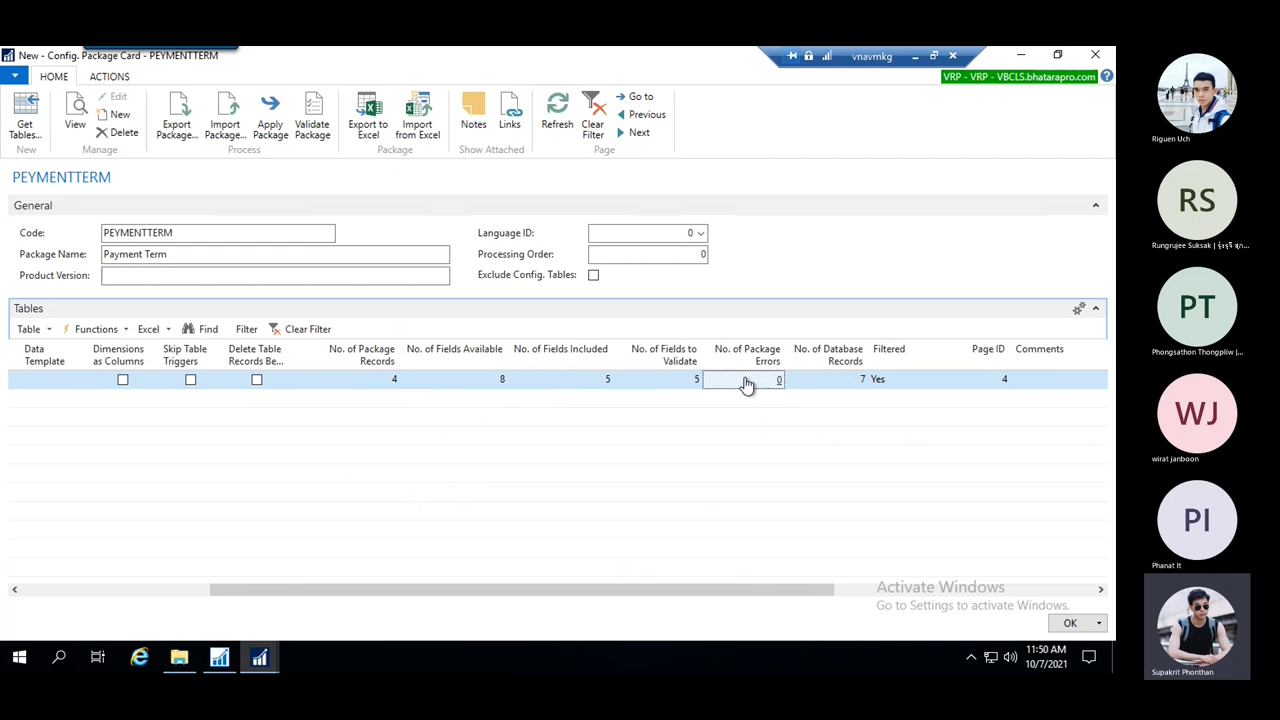 New - Config. Package Card - PEYMENTTERM
vnavmkg
HOME
ACTIONS
VRP - VRP - VBCLS.bhatarapro.com
Get Tables...
View
Edit
New
Delete
Export Package...
Import Package...
Apply Package
Validate Package
Export to Excel
Import from Excel
Notes
Links
Refresh
Clear Filter
Go to
Previous
Next
New
Manage
Process
Package
Show Attached
Page
PEYMENTTERM
General
Code: PEYMENTTERM
Language ID: 0
Package Name: Payment Term
Processing Order: 0
Product Version:
Exclude Config. Tables:
Tables
Table Functions Excel Find Filter Clear Filter
Data Template
Dimensions as Columns
Skip Table Triggers
Delete Table Records Be...
No. of Package Records
No. of Fields Available
No. of Fields Included
No. of Fields to Validate
No. of Package Errors
No. of Database Records
Filtered
Page ID
Comments
4 8 5 5 0 7 Yes 4
Activate Windows
Go to Settings to activate Windows.
OK
11:50 AM
10/7/2021
Riguen Uch
RS
PT
WJ
wirat janboon
PI
Phanat It
Supakrit Phonthan